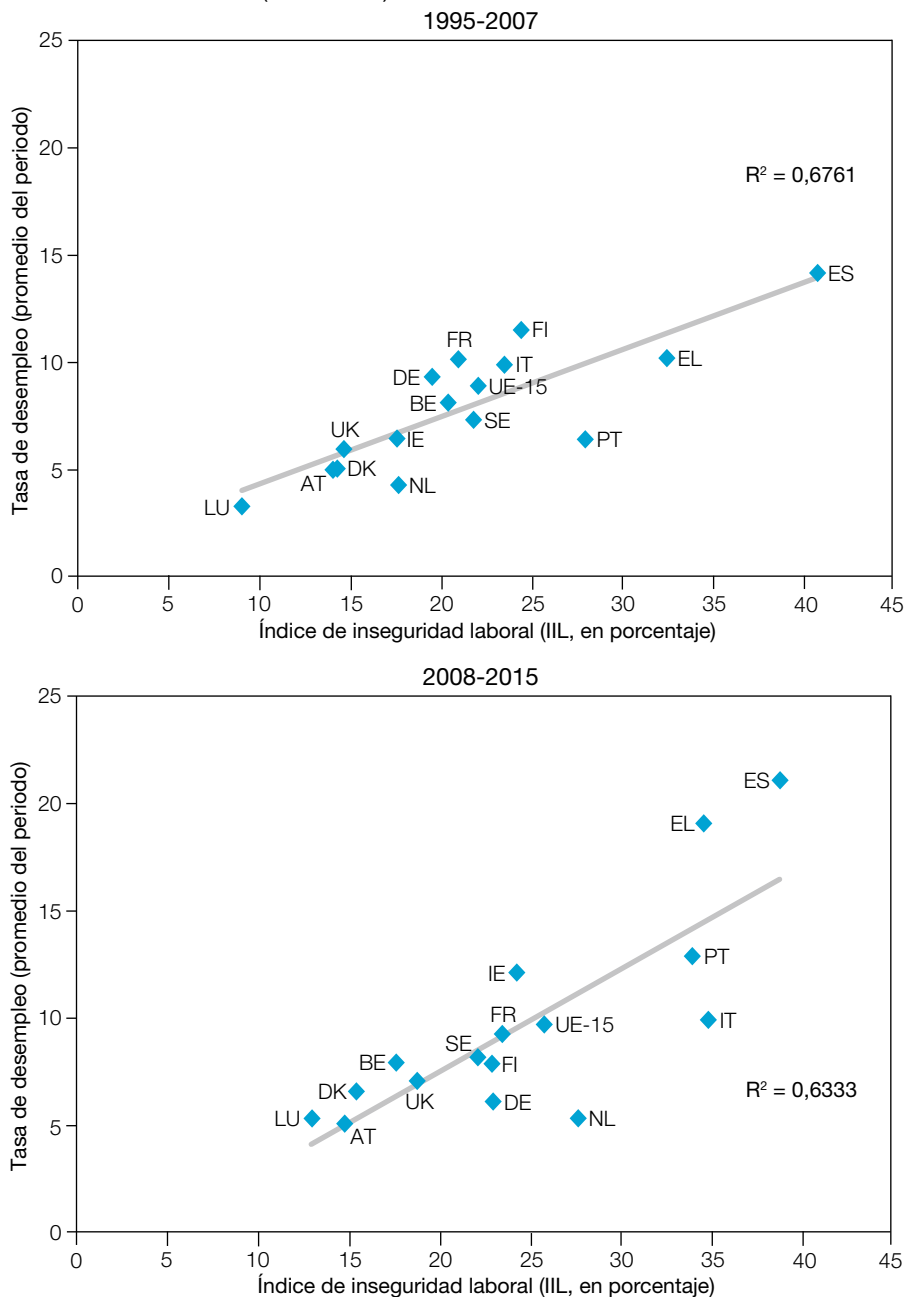 1995-2007
Tasa de desempleo (promedio del periodo)
25
20
15
10
5
0
R² = 0,6761
ES
FI
FR
IT
EL
DE
UE-15
BE
SE
UK
IE
PT
AT
DK
NL
LU
0 5 10 15 20 25 30 35 40 45
Índice de inseguridad laboral (IIL, en porcentaje)
2008-2015
Tasa de desempleo (promedio del periodo)
25
20
15
10
5
0
ES
EL
PT
IE
IT
FR
UE-15
SE
BE
FI
DK
UK
DE
R² = 0,6333
LU
AT
NL
0 5 10 15 20 25 30 35 40 45
Índice de inseguridad laboral (IIL, en porcentaje)